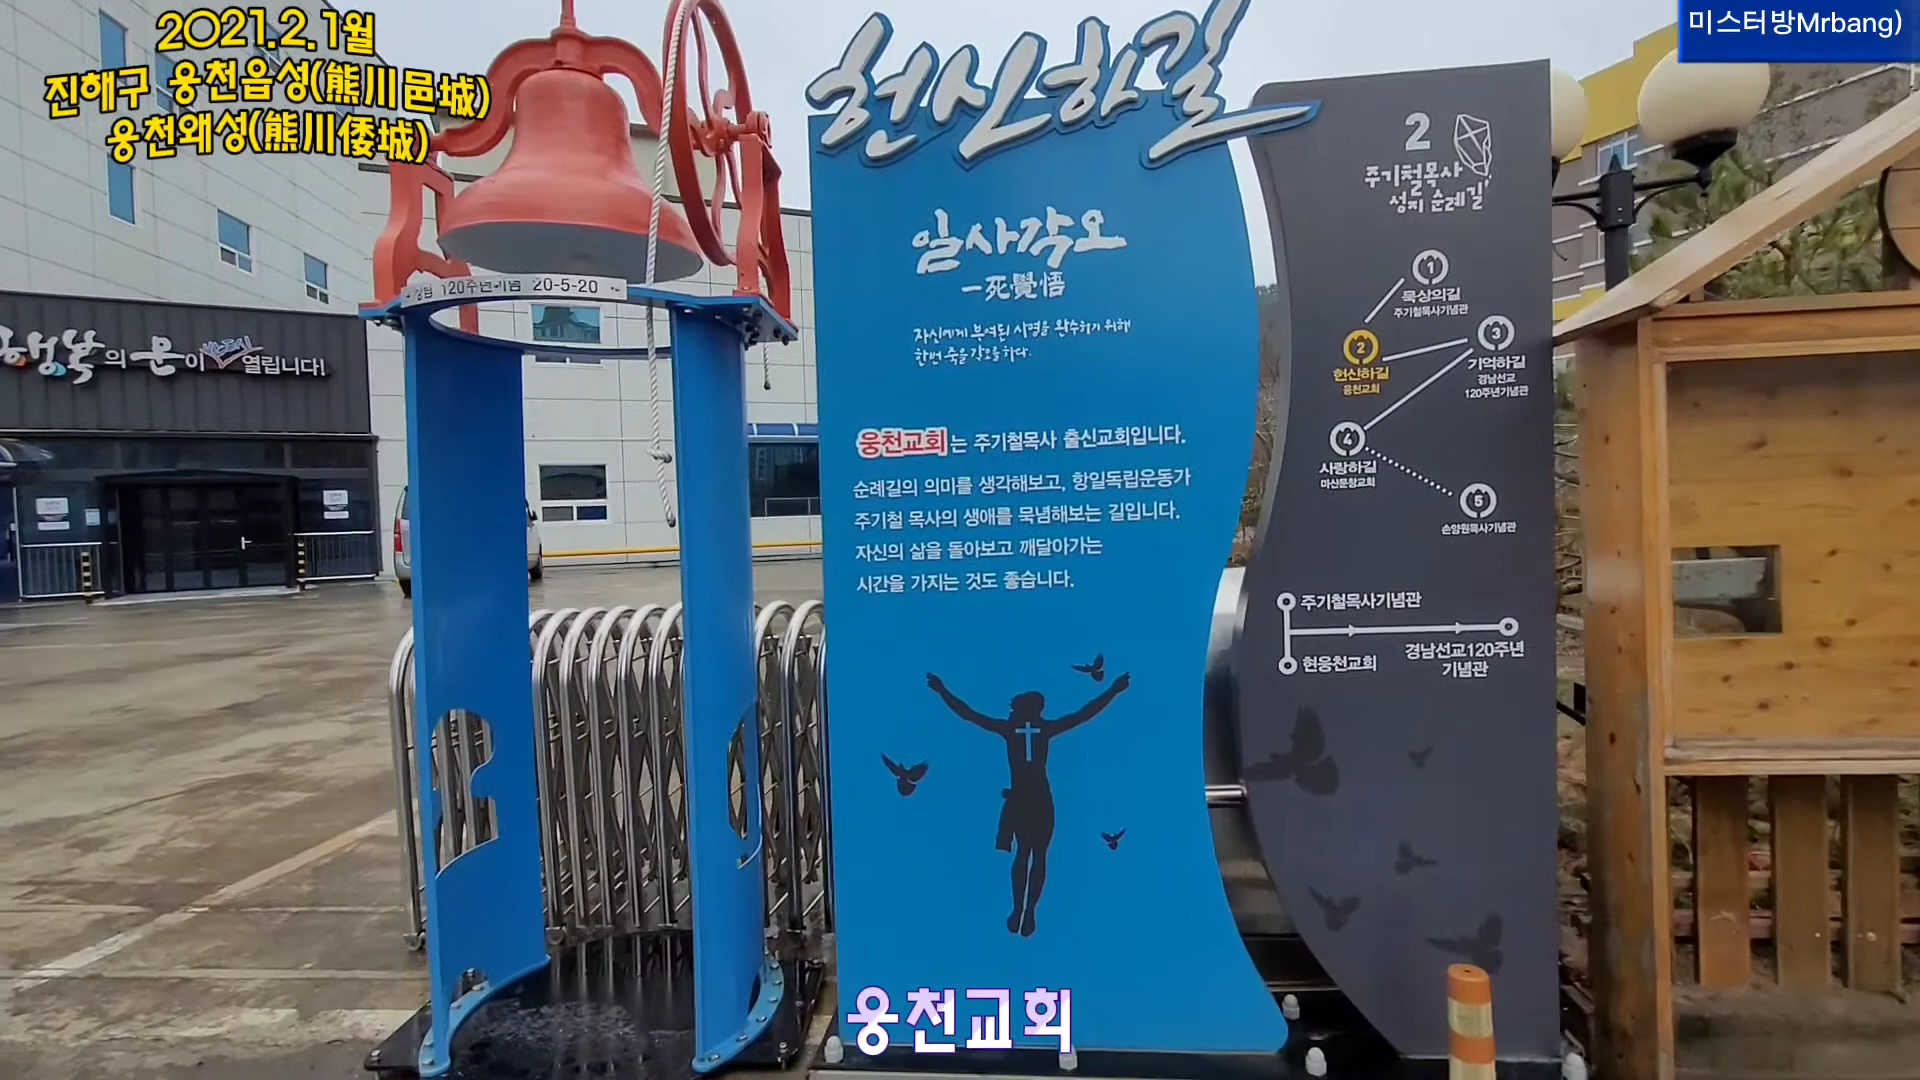 2021.2.1월
진해구 웅천읍성(熊川邑城)
웅천왜성(熊川倭城)
미스터방Mrbang)
헌신하길
일사각오
一死覺悟
자신에게 부여된 사명을 완수하기 위해
한번 죽을 각오를 하다.
웅천교회는 주기철목사 출신교회입니다.
순례길의 의미를 생각해보고, 항일독립운동가
주기철 목사의 생애를 묵념해보는 길입니다.
자신의 삶을 돌아보고 깨달아가는
시간을 가지는 것도 좋습니다.
2
주기철목사
성지 순례길
1
묵상의길
주기철목사기념관
2
헌신하길
웅천교회
3
기억하길
경남선교
120주년기념관
4
사랑하길
마산문창교회
5
손양원목사기념관
주기철목사기념관
현웅천교회
경남선교120주년
기념관
120주년기념 20-5-20
행복의 문이 반드시 열립니다!
웅천교회